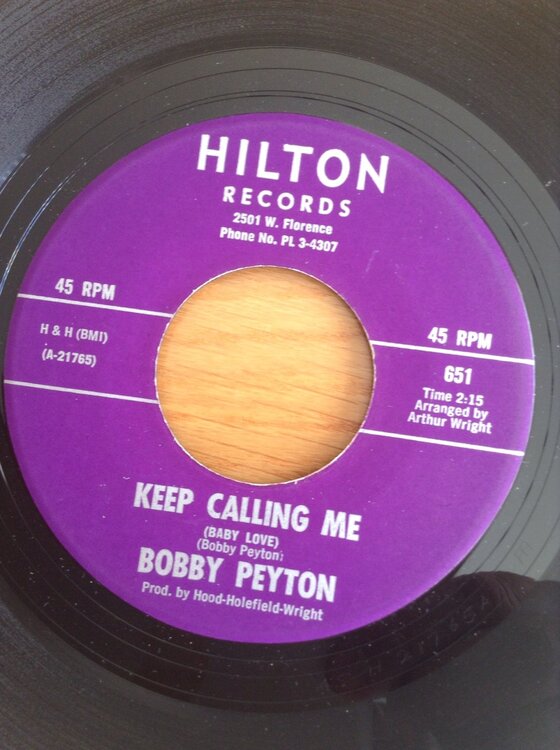 HILTON
RECORDS
2501 W. Florence
Phone No. PL 3-4307
45 RPM
H & H (BMI)
(A-21765)
45 RPM
651
Time 2:15
Arranged by
Arthur Wright
KEEP CALLING ME
(BABY LOVE)
(Bobby Peyton)
BOBBY PEYTON
Prod. by Hood-Holefield-Wright